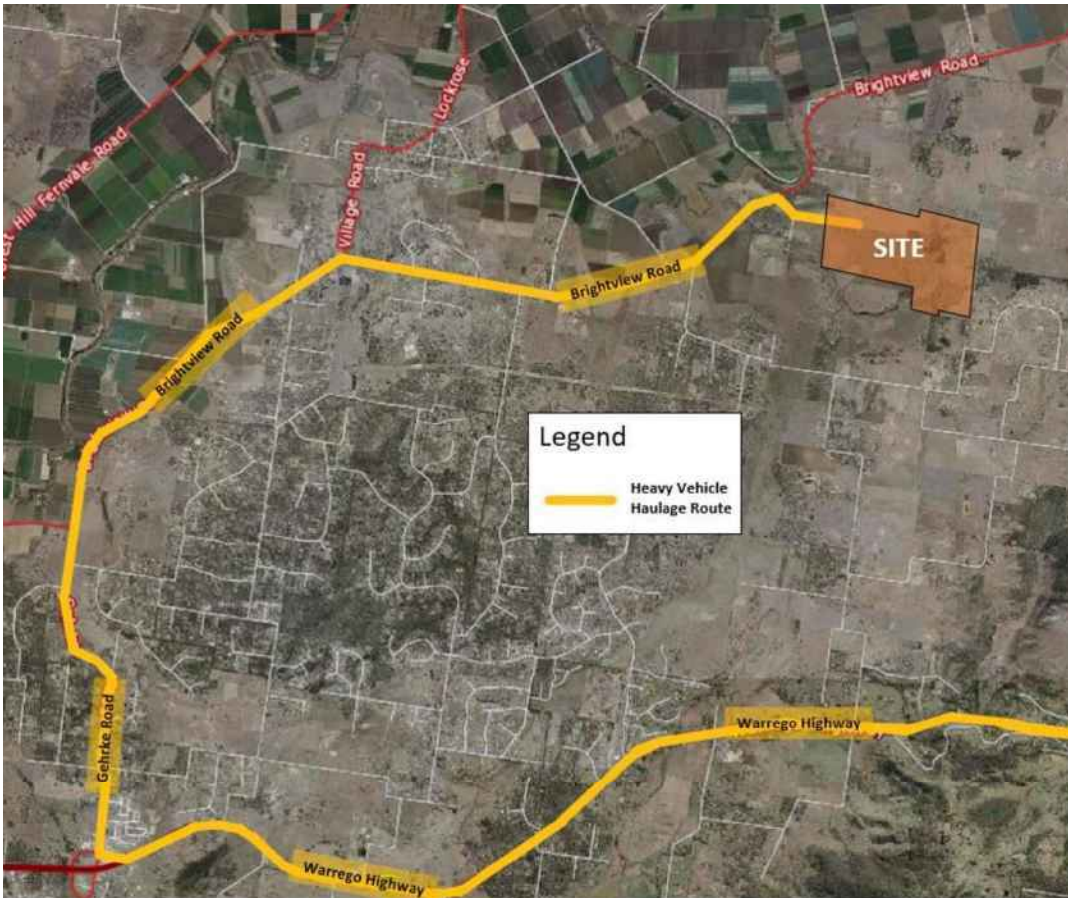 Brightview Road
Lockrose
Village Road
Hill Fernvale Road
SITE
Brightview Road
Brightview Road
Legend
Heavy Vehicle
Haulage Route
Gehrke Road
Warrego Highway
Warrego Highway